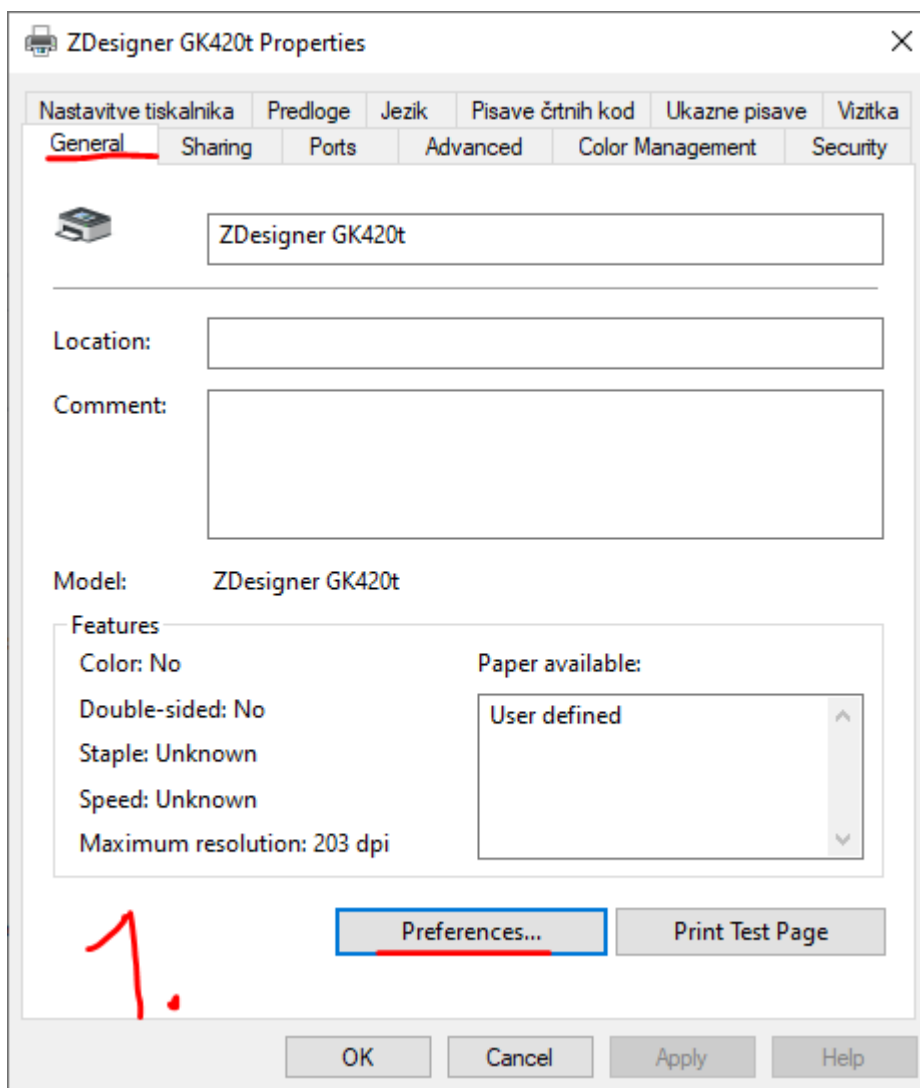 ZDesigner GK420t Properties
Nastavitve tiskalnika Predloge Jezik Pisave črtnih kod Ukazne pisave Vizitka
General Sharing Ports Advanced Color Management Security
ZDesigner GK420t
Location:
Comment:
Model: ZDesigner GK420t
Features
Color: No
Paper available:
Double-sided: No
User defined
Staple: Unknown
Speed: Unknown
Maximum resolution: 203 dpi
Preferences... Print Test Page
1.
OK Cancel Apply Help